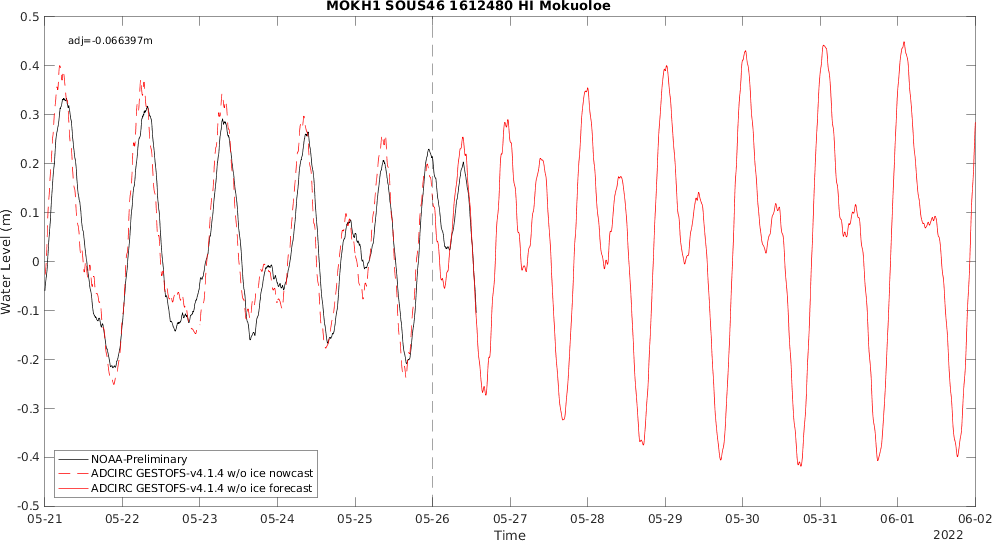 MOKH1 SOUS46 1612480 HI Mokuoloe
adj=-0.066397m
0.5
0.4
0.3
0.2
0.1
0
-0.1
-0.2
-0.3
-0.4
-0.5
Water Level (m)
NOAA-Preliminary
ADCIRC GESTOFS-v4.1.4 w/o ice nowcast
ADCIRC GESTOFS-v4.1.4 w/o ice forecast
05-21 05-22 05-23 05-24 05-25 05-26 05-27 05-28 05-29 05-30 05-31 06-01 06-02
Time
2022